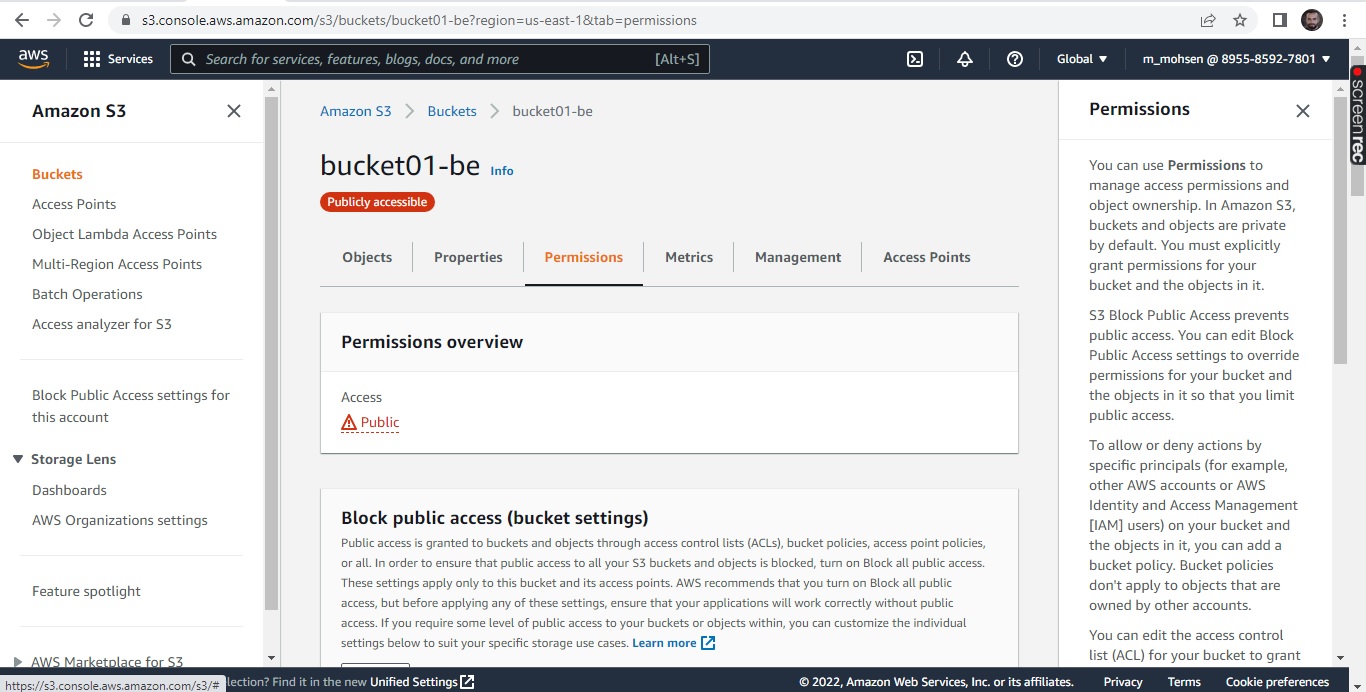 s3.console.aws.amazon.com/s3/buckets/bucket01-be?region=us-east-1&tab=permissions
aws
Services
Search for services, features, blogs, docs, and more
[Alt+S]
Global ▼
m_mohsen @ 8955-8592-7801 ▼
Amazon S3
Buckets
Access Points
Object Lambda Access Points
Multi-Region Access Points
Batch Operations
Access analyzer for S3
Block Public Access settings for
this account
Storage Lens
Dashboards
AWS Organizations settings
Feature spotlight
AWS Marketplace for S3
Amazon S3 > Buckets > bucket01-be
bucket01-be Info
Publicly accessible
Objects
Properties
Permissions
Metrics
Management
Access Points
Permissions overview
Access
Public
Block public access (bucket settings)
Public access is granted to buckets and objects through access control lists (ACLs), bucket policies, access point policies,
or all. In order to ensure that public access to all your S3 buckets and objects is blocked, turn on Block all public access.
These settings apply only to this bucket and its access points. AWS recommends that you turn on Block all public
access, but before applying any of these settings, ensure that your applications will work correctly without public
access. If you require some level of public access to your buckets or objects within, you can customize the individual
settings below to suit your specific storage use cases. Learn more
Permissions
You can use Permissions to
manage access permissions and
object ownership. In Amazon S3,
buckets and objects are private
by default. You must explicitly
grant permissions for your
bucket and the objects in it.
S3 Block Public Access prevents
public access. You can edit Block
Public Access settings to override
permissions for your bucket and
the objects in it so that you limit
public access.
To allow or deny actions by
specific principals (for example,
other AWS accounts or AWS
Identity and Access Management
[IAM] users) on your bucket and
the objects in it, you can add a
bucket policy. Bucket policies
don't apply to objects that are
owned by other accounts.
You can edit the access control
list (ACL) for your bucket to grant
screenrec
https://s3.console.aws.amazon.com/s3/#
lection? Find it in the new Unified Settings
© 2022, Amazon Web Services, Inc. or its affiliates.
Privacy
Terms
Cookie preferences